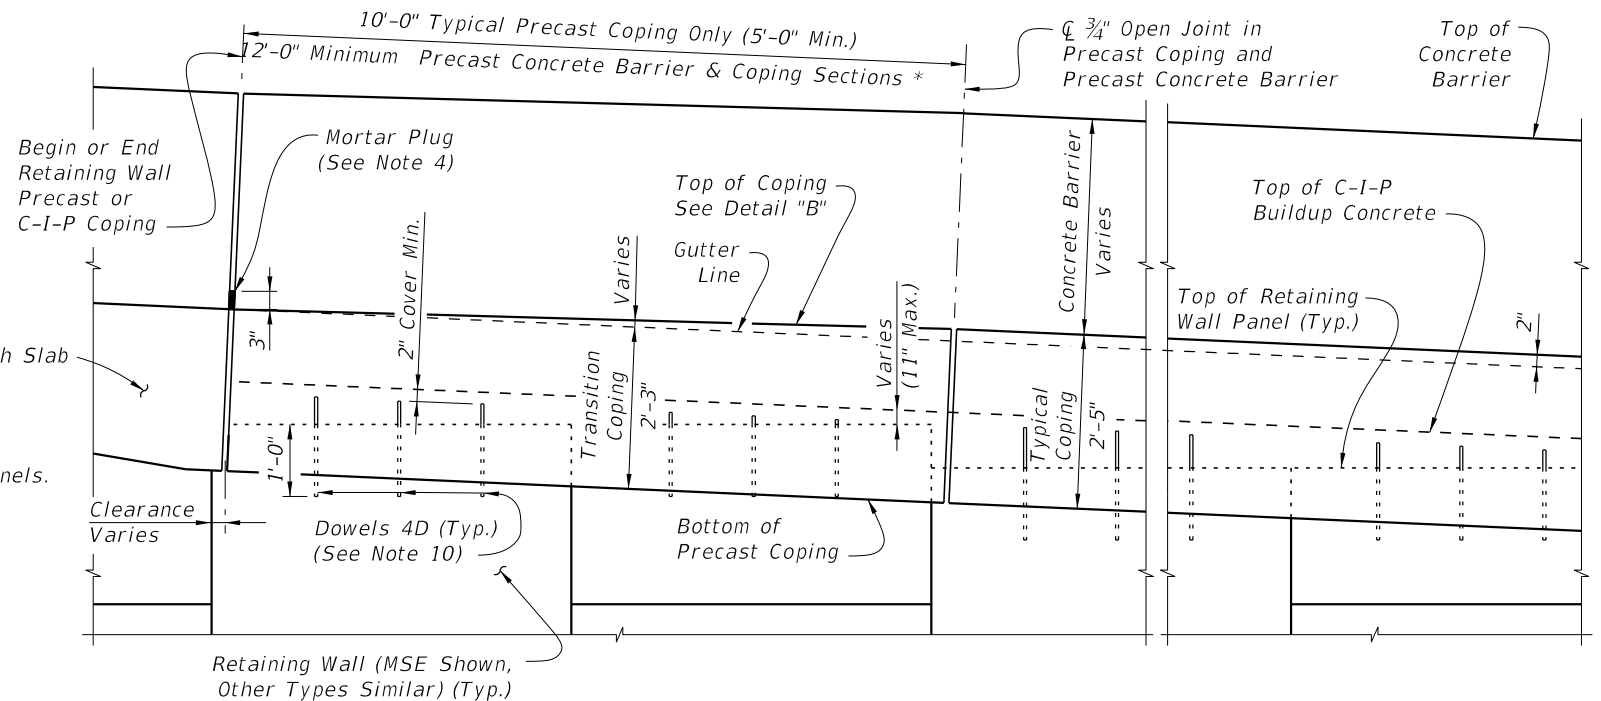 10'-0" Typical Precast Coping Only (5'-0" Min.)
12'-0" Minimum Precast Concrete Barrier & Coping Sections *
℄ ¾" Open Joint in
Precast Coping and
Precast Concrete Barrier
Top of
Concrete
Barrier
Begin or End
Retaining Wall
Precast or
C-I-P Coping
Mortar Plug
(See Note 4)
Top of Coping
See Detail "B"
Gutter
Line
Concrete Barrier
Varies
Top of C-I-P
Buildup Concrete
2" Cover Min.
Varies
Varies
(11" Max.)
Top of Retaining
Wall Panel (Typ.)
2"
3"
h Slab
Transition
Coping
2'-3"
Typical
Coping
2'-5"
1'-0"
nels.
Clearance
Varies
Dowels 4D (Typ.)
(See Note 10)
Bottom of
Precast Coping
Retaining Wall (MSE Shown,
Other Types Similar) (Typ.)